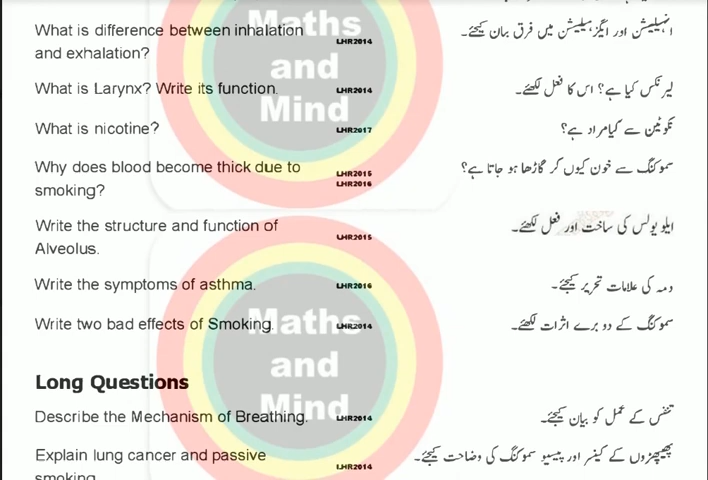 What is difference between inhalation and exhalation? LHR2014 انہیلیشن اور ایگزہیلیشن میں فرق بیان کیجئے۔
What is Larynx? Write its function. LHR2014 لیرنکس کیا ہے؟ اس کا فعل لکھئے۔
What is nicotine? LHR2017 نکوٹین سے کیا مراد ہے؟
Why does blood become thick due to smoking? LHR2015 LHR2016 سموکنگ سے خون کیوں کر گاڑھا ہو جاتا ہے؟
Write the structure and function of Alveolus. LHR2015 ایلویولس کی ساخت اور فعل لکھئے۔
Write the symptoms of asthma. LHR2016 دمہ کی علامات تحریر کیجئے۔
Write two bad effects of Smoking. LHR2014 سموکنگ کے دو برے اثرات لکھئے۔
Long Questions
Describe the Mechanism of Breathing. LHR2014 تنفس کے عمل کو بیان کیجئے۔
Explain lung cancer and passive smoking LHR2014 پھیپھڑوں کے کینسر اور پیسیو سموکنگ کی وضاحت کیجئے۔
Maths
and
Mind
Maths
and
Mind